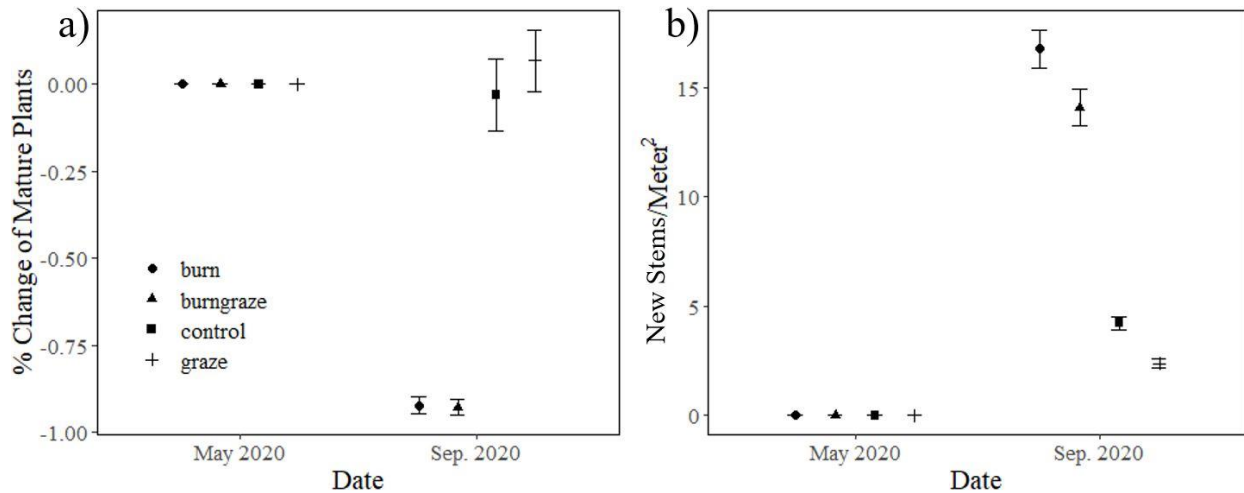 a)
% Change of Mature Plants
0.00
-0.25
-0.50
-0.75
-1.00
burn
burngraze
control
graze
May 2020
Sep. 2020
Date
b)
New Stems/Meter²
15
10
5
0
May 2020
Sep. 2020
Date